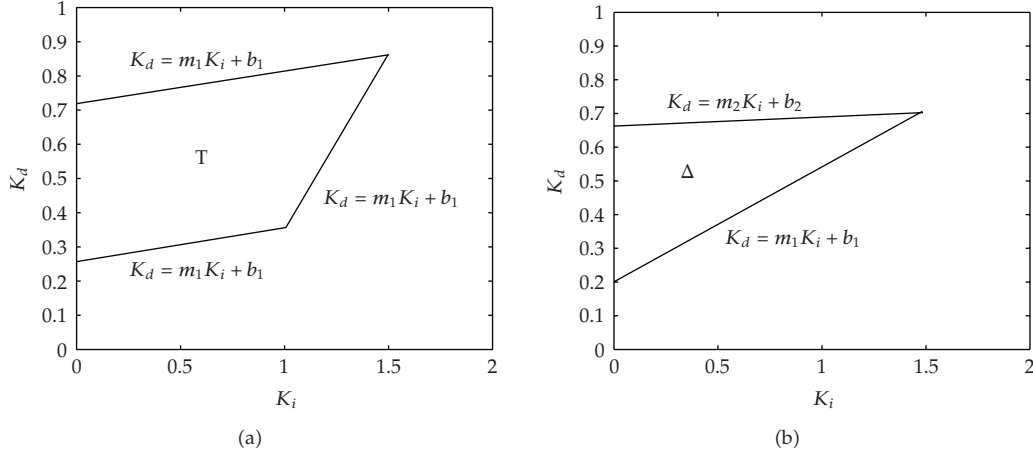 1
0.9
0.8
0.7
0.6
0.5
0.4
0.3
0.2
0.1
0
K_d
K_d = m_1K_i + b_1
T
K_d = m_1K_i + b_1
K_d = m_1K_i + b_1
0 0.5 1 1.5 2
K_i
(a)
1
0.9
0.8
0.7
0.6
0.5
0.4
0.3
0.2
0.1
0
K_d
K_d = m_2K_i + b_2
Δ
K_d = m_1K_i + b_1
0 0.5 1 1.5 2
K_i
(b)